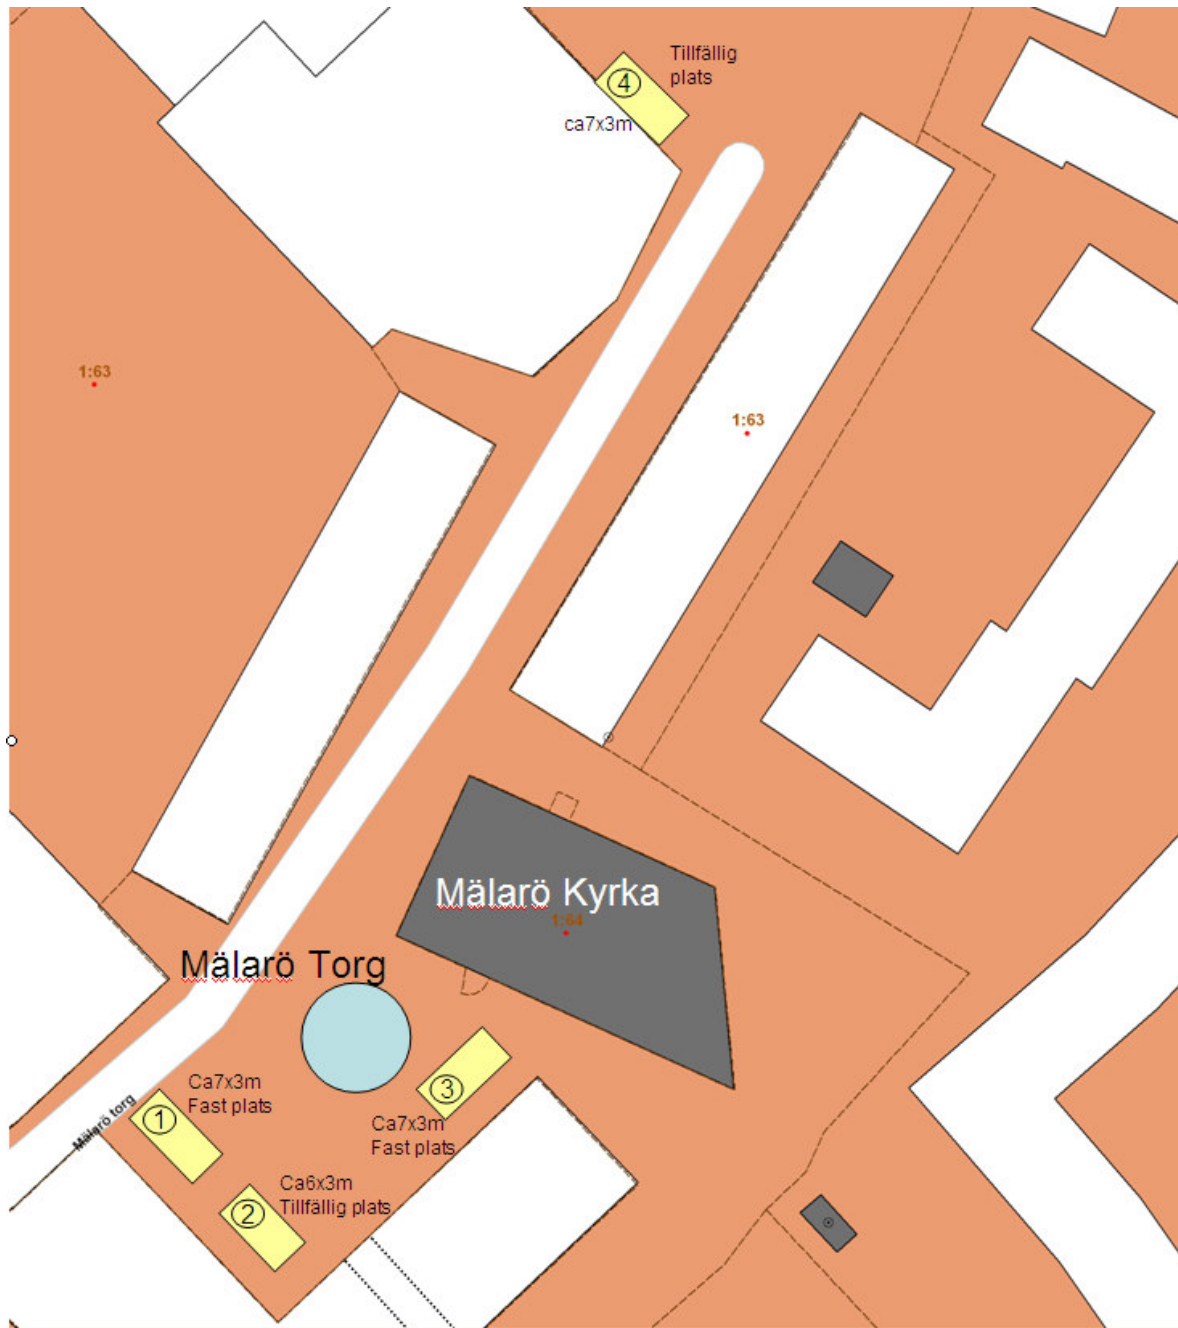 Tillfällig
plats
4
ca7x3m
1:63
1:63
Mälarö Kyrka
1:64
Mälarö Torg
Ca7x3m
Fast plats
1
Mälarö torg
3
Ca7x3m
Fast plats
Ca6x3m
Tillfällig plats
2